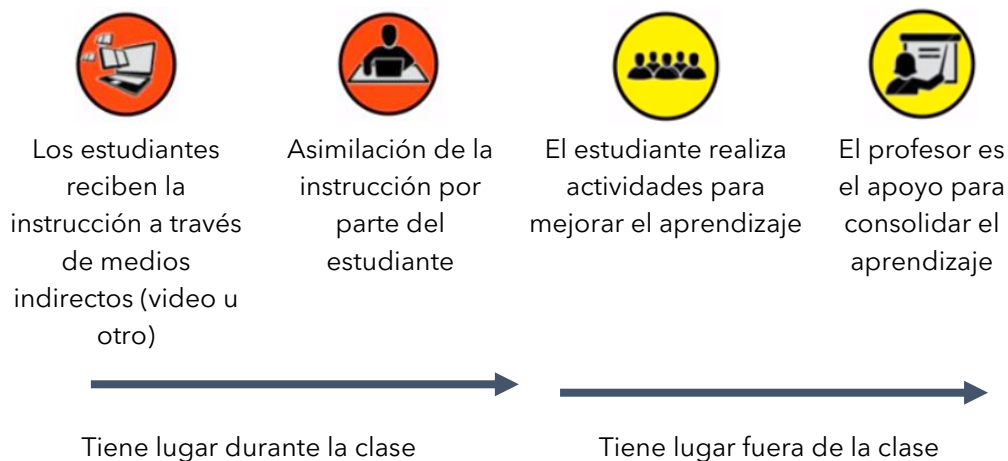 Los estudiantes
reciben la
instrucción a través
de medios
indirectos (video u
otro)
Asimilación de la
instrucción por
parte del
estudiante
El estudiante realiza
actividades para
mejorar el aprendizaje
El profesor es
el apoyo para
consolidar el
aprendizaje
Tiene lugar durante la clase
Tiene lugar fuera de la clase